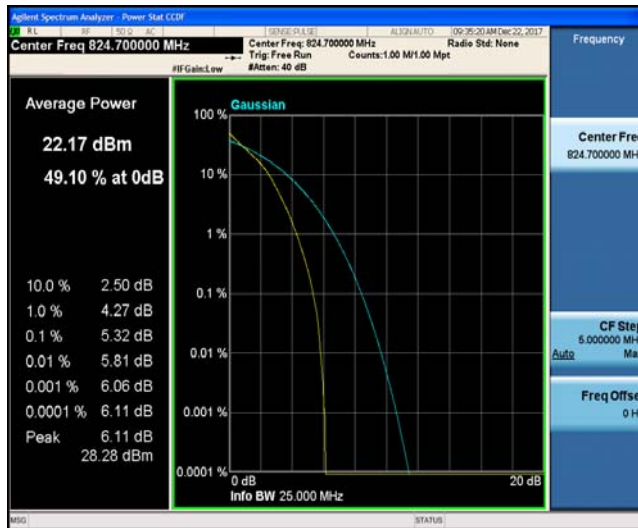 Agilent Spectrum Analyzer - Power Stat CCDF
RL RF 50 Ω AC SENSE:PULSE ALIGN AUTO 09:35:20 AM Dec 22, 2017
Center Freq 824.700000 MHz
Center Freq: 824.700000 MHz Radio Std: None
Trig: Free Run Counts:1.00 M/1.00 Mpt
#IFGain:Low #Atten: 40 dB
Frequency
Average Power
22.17 dBm
49.10 % at 0dB
10.0 % 2.50 dB
1.0 % 4.27 dB
0.1 % 5.32 dB
0.01 % 5.81 dB
0.001 % 6.06 dB
0.0001 % 6.11 dB
Peak 6.11 dB
28.28 dBm
Gaussian
100 %
10 %
1 %
0.1 %
0.01 %
0.001 %
0.0001 %
0 dB 20 dB
Info BW 25.000 MHz
Center Fre
824.700000 MH
CF Ste
5.000000 MH
Auto Ma
Freq Offse
0 H
MSG STATUS